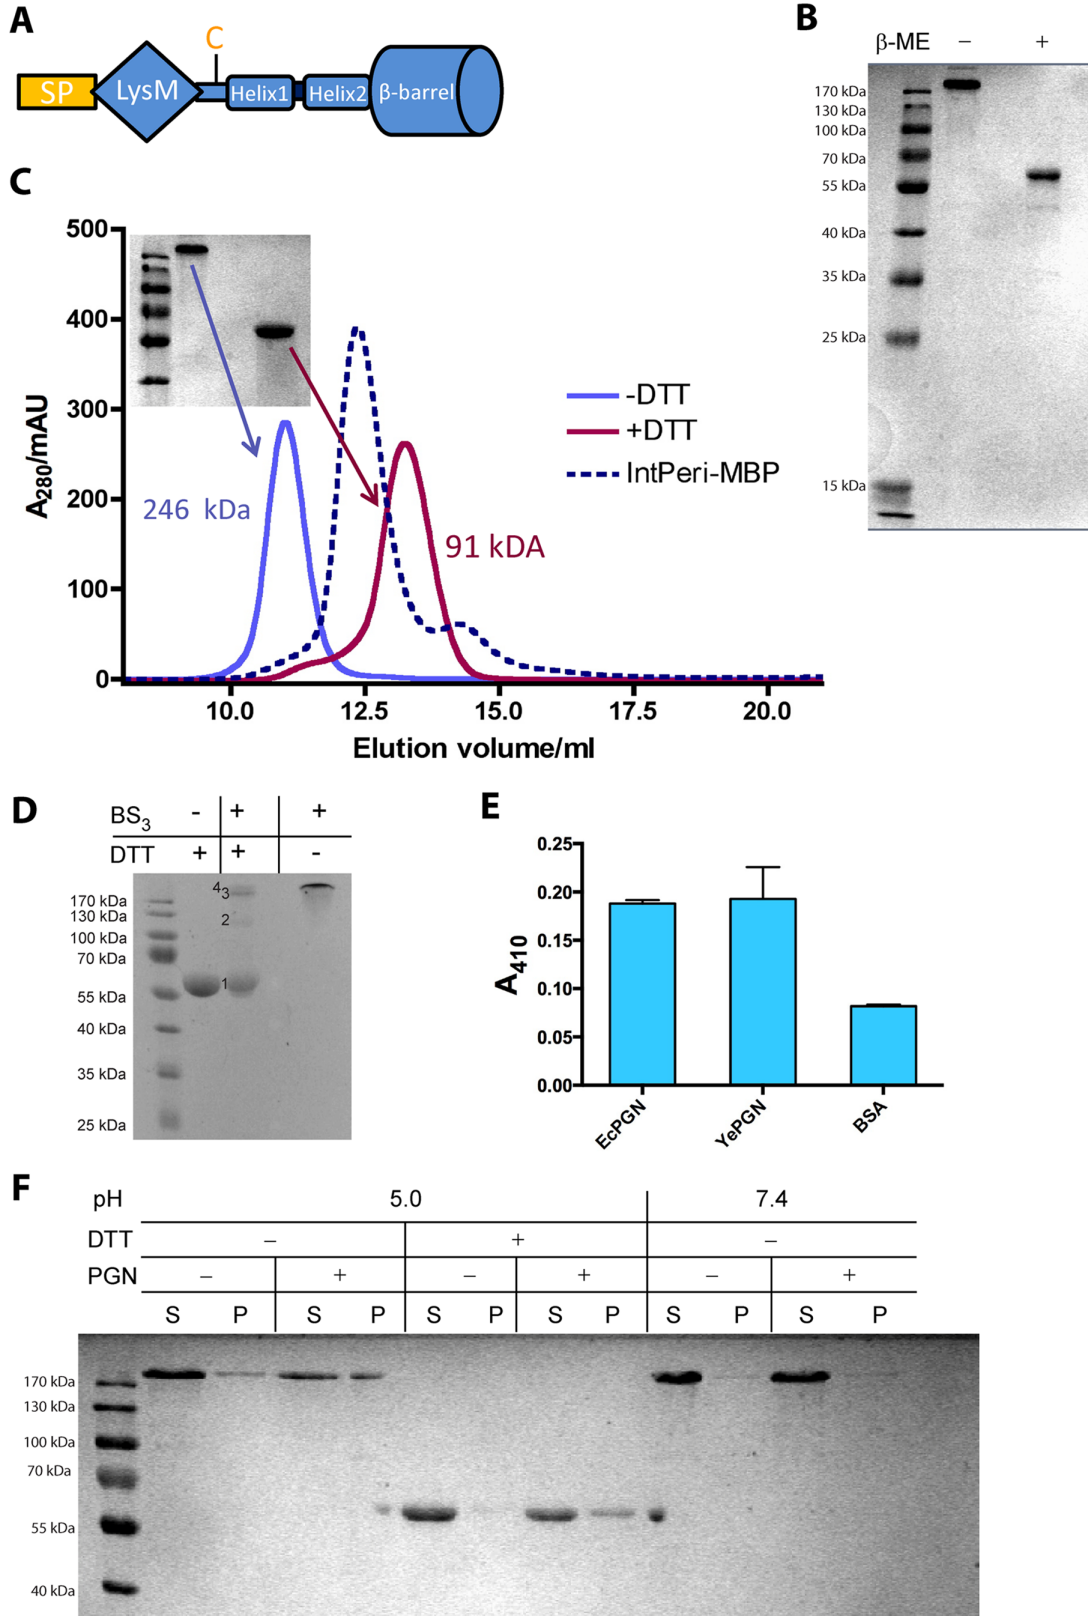 A
C
SP
LysM
Helix1
Helix2
β-barrel
B
β-ME − +
170 kDa
130 kDa
100 kDa
70 kDa
55 kDa
40 kDa
35 kDa
25 kDa
15 kDa
C
500
400
300
200
100
0
A280/mAU
246 kDa
91 kDA
-DTT
+DTT
IntPeri-MBP
10.0 12.5 15.0 17.5 20.0
Elution volume/ml
D
BS3 - + +
DTT + + -
170 kDa
130 kDa
100 kDa
70 kDa
55 kDa
40 kDa
35 kDa
25 kDa
4
3
2
1
E
0.25
0.20
0.15
0.10
0.05
0.00
A410
EcPGN
YePGN
BSA
F
pH 5.0 7.4
DTT − + −
PGN − + − + − +
S P S P S P S P S P S P
170 kDa
130 kDa
100 kDa
70 kDa
55 kDa
40 kDa